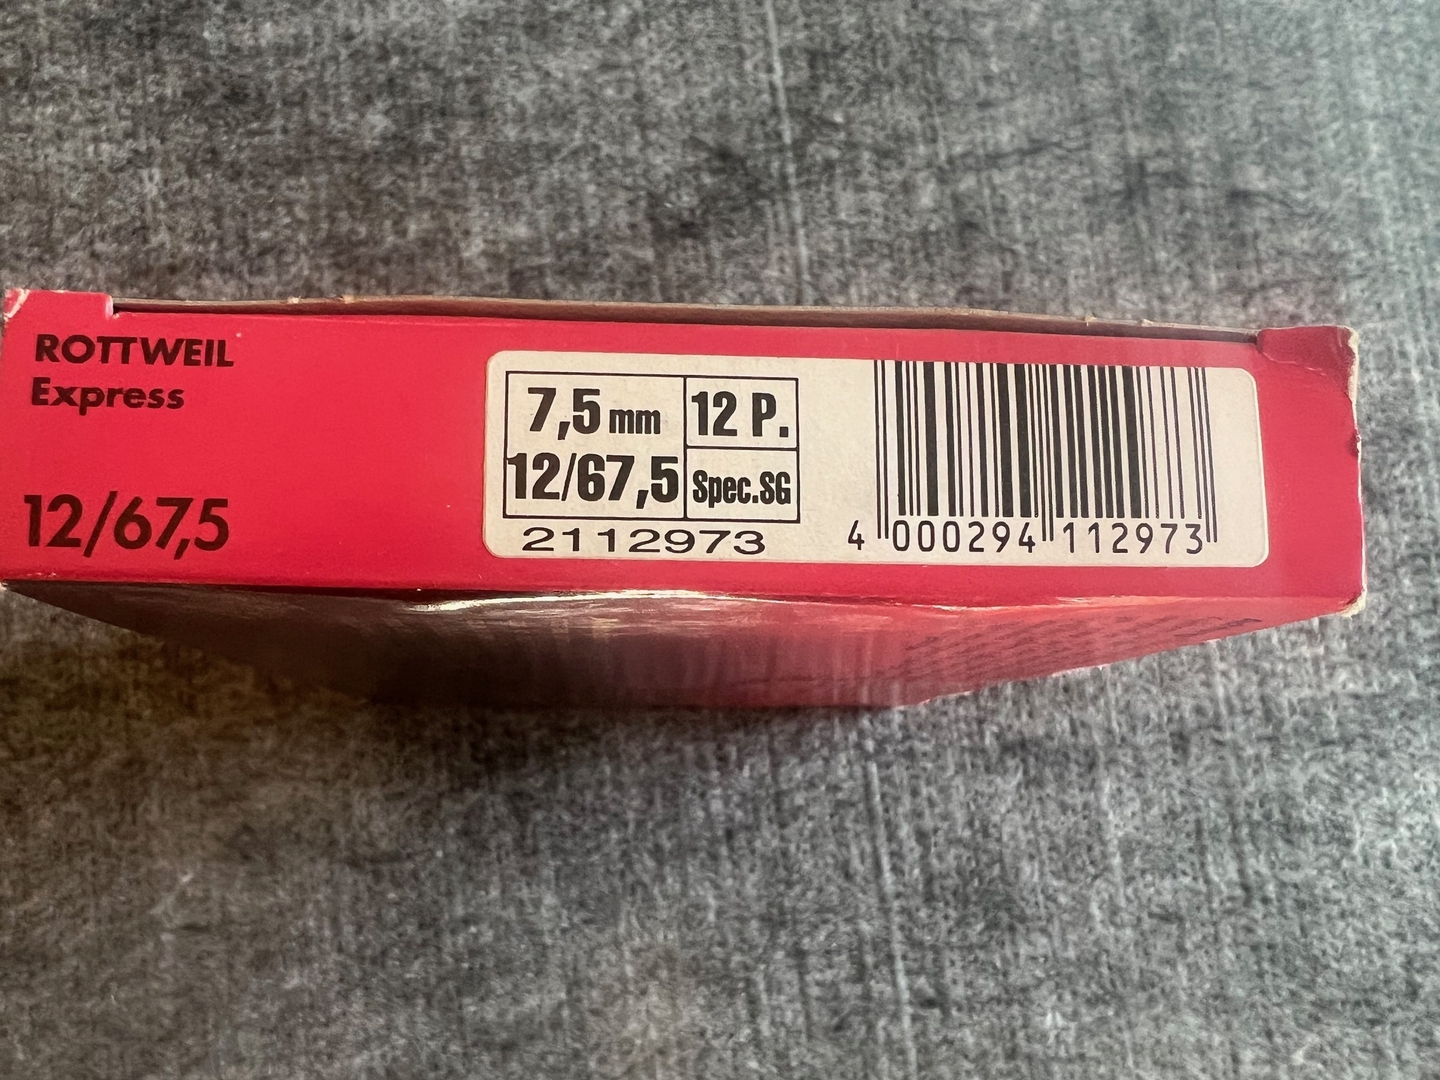 ROTTWEIL
Express
12/67,5
7,5 mm
12 P.
12/67,5
Spec.SG
2112973
4 000294 112973